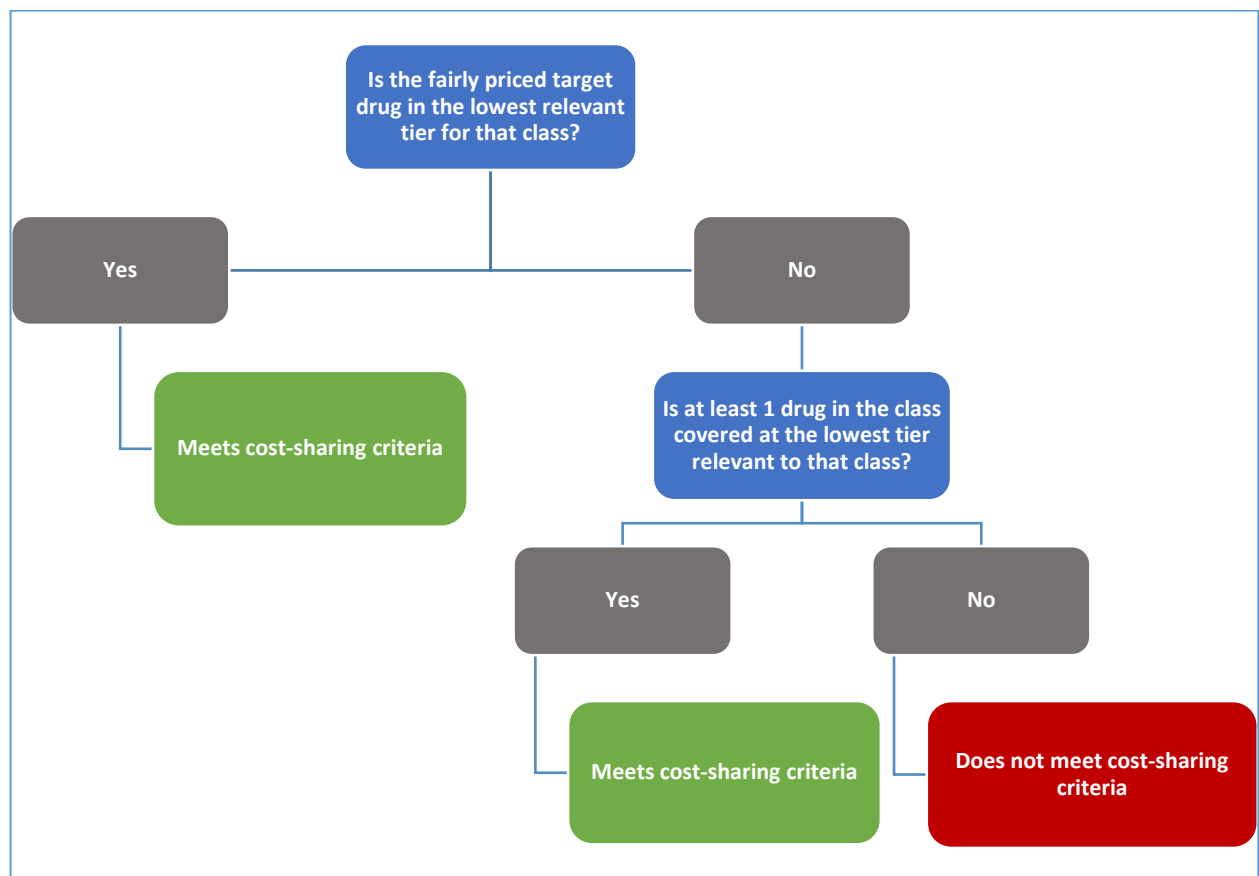 Is the fairly priced target
drug in the lowest relevant
tier for that class?
Yes
No
Meets cost-sharing criteria
Is at least 1 drug in the class
covered at the lowest tier
relevant to that class?
Yes
No
Meets cost-sharing criteria
Does not meet cost-sharing
criteria